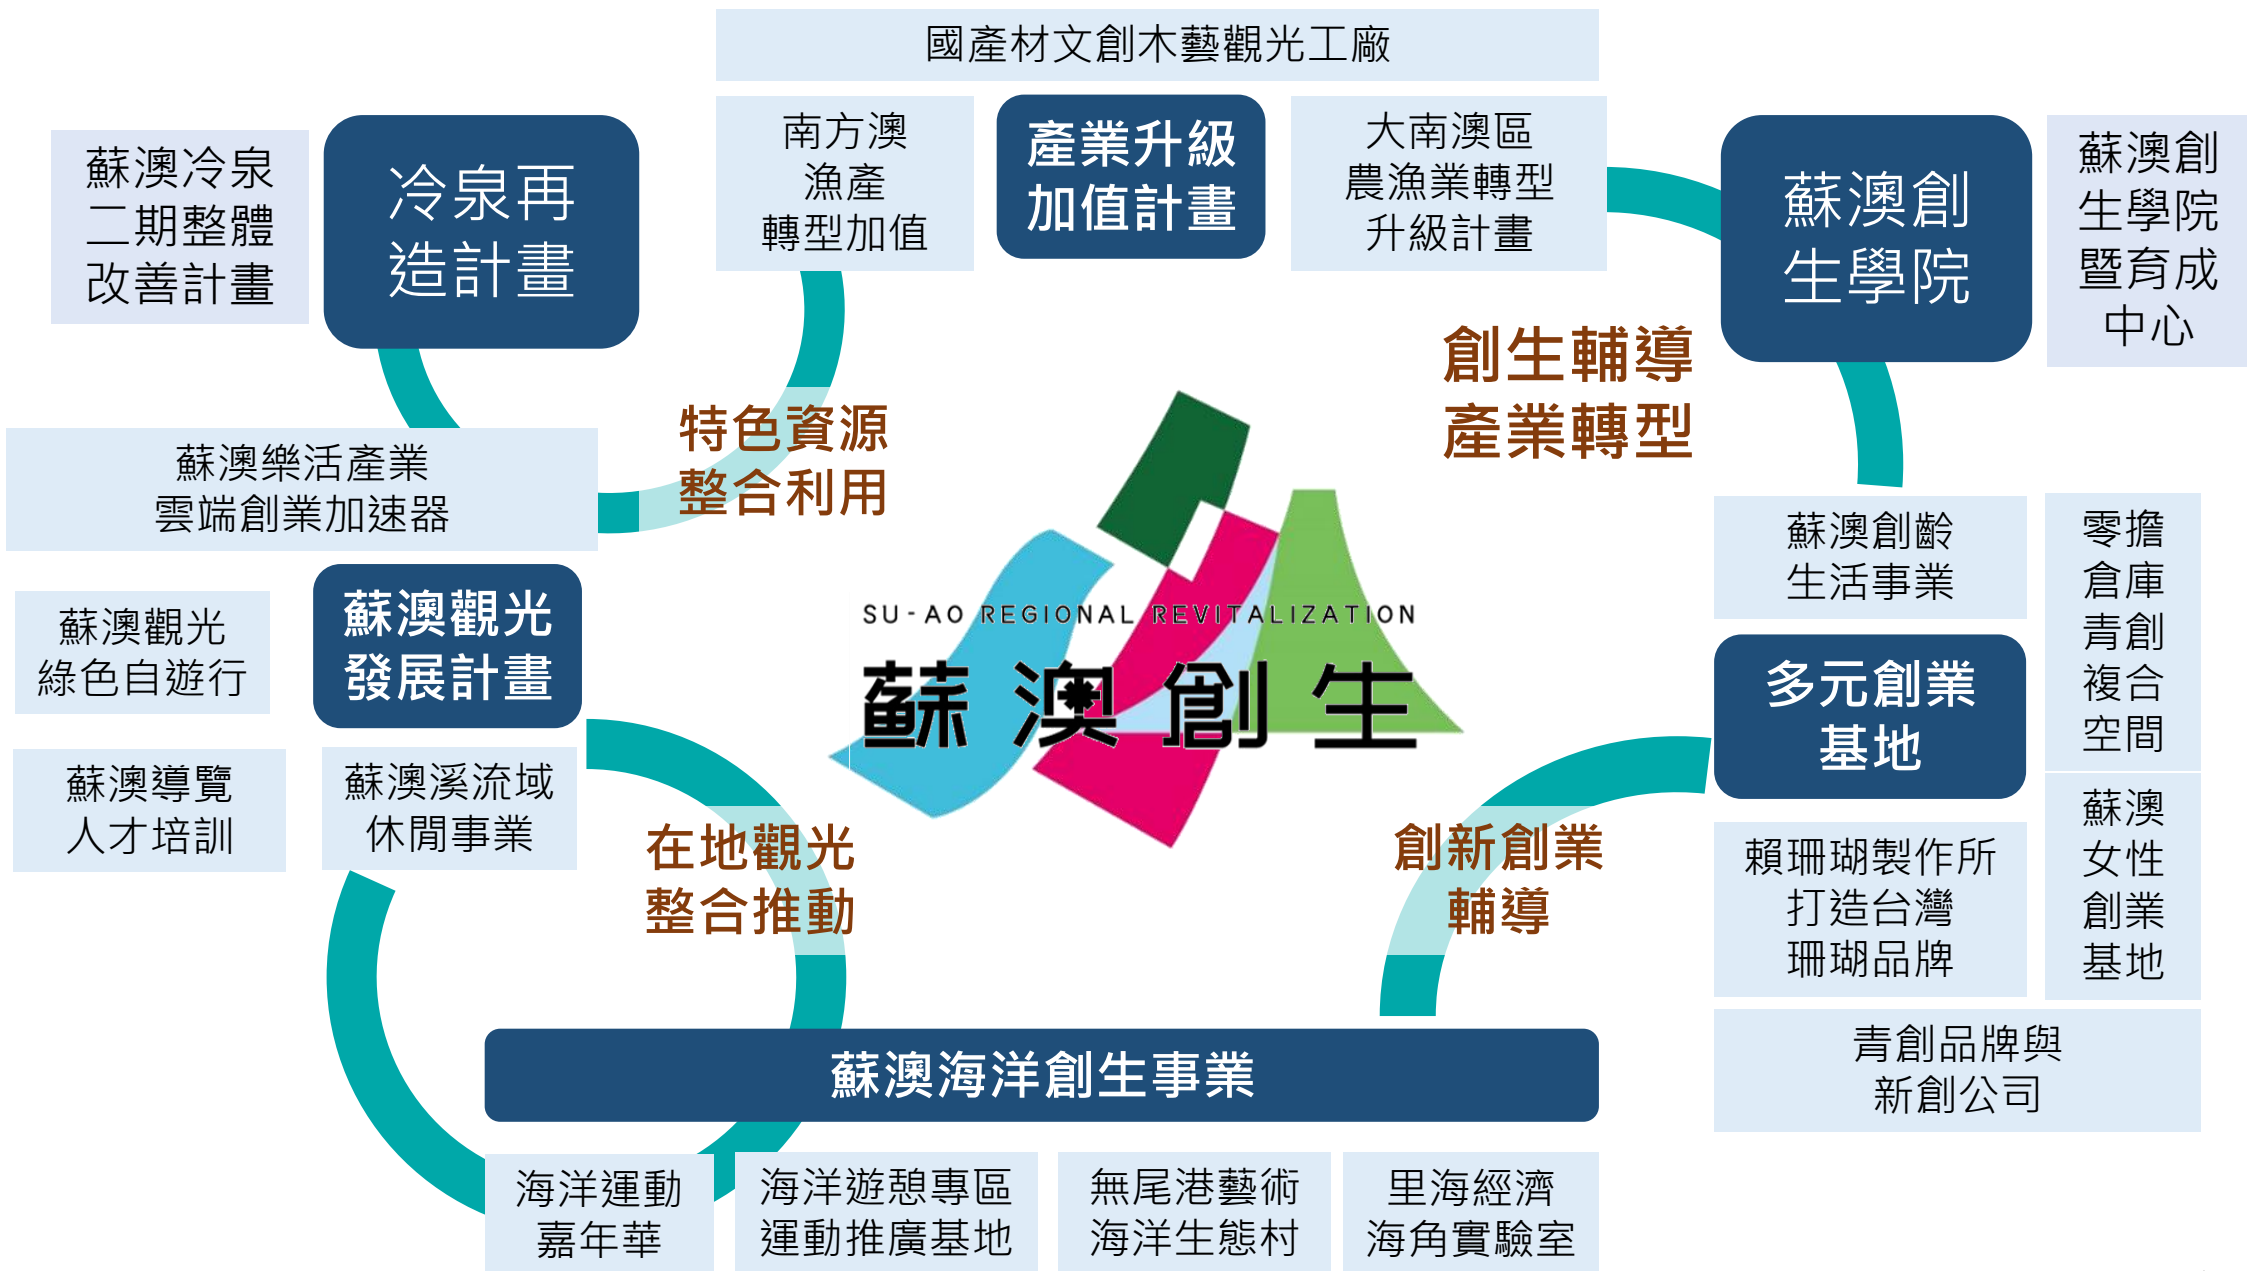 國產材文創木藝觀光工廠
蘇澳冷泉
二期整體
改善計畫
冷泉再
造計畫
南方澳
漁產
轉型加值
產業升級
加值計畫
大南澳區
農漁業轉型
升級計畫
蘇澳創
生學院
蘇澳創
生學院
暨育成
中心
特色資源
整合利用
創生輔導
產業轉型
蘇澳樂活產業
雲端創業加速器
蘇澳觀光
綠色自遊行
蘇澳觀光
發展計畫
蘇澳導覽
人才培訓
蘇澳溪流域
休閒事業
SU-AO REGIONAL REVITALIZATION
蘇澳創生
蘇澳創齡
生活事業
零擔
倉庫
青創
複合
空間
多元創業
基地
賴珊瑚製作所
打造台灣
珊瑚品牌
蘇澳
女性
創業
基地
青創品牌與
新創公司
在地觀光
整合推動
創新創業
輔導
蘇澳海洋創生事業
海洋運動
嘉年華
海洋遊憩專區
運動推廣基地
無尾港藝術
海洋生態村
里海經濟
海角實驗室